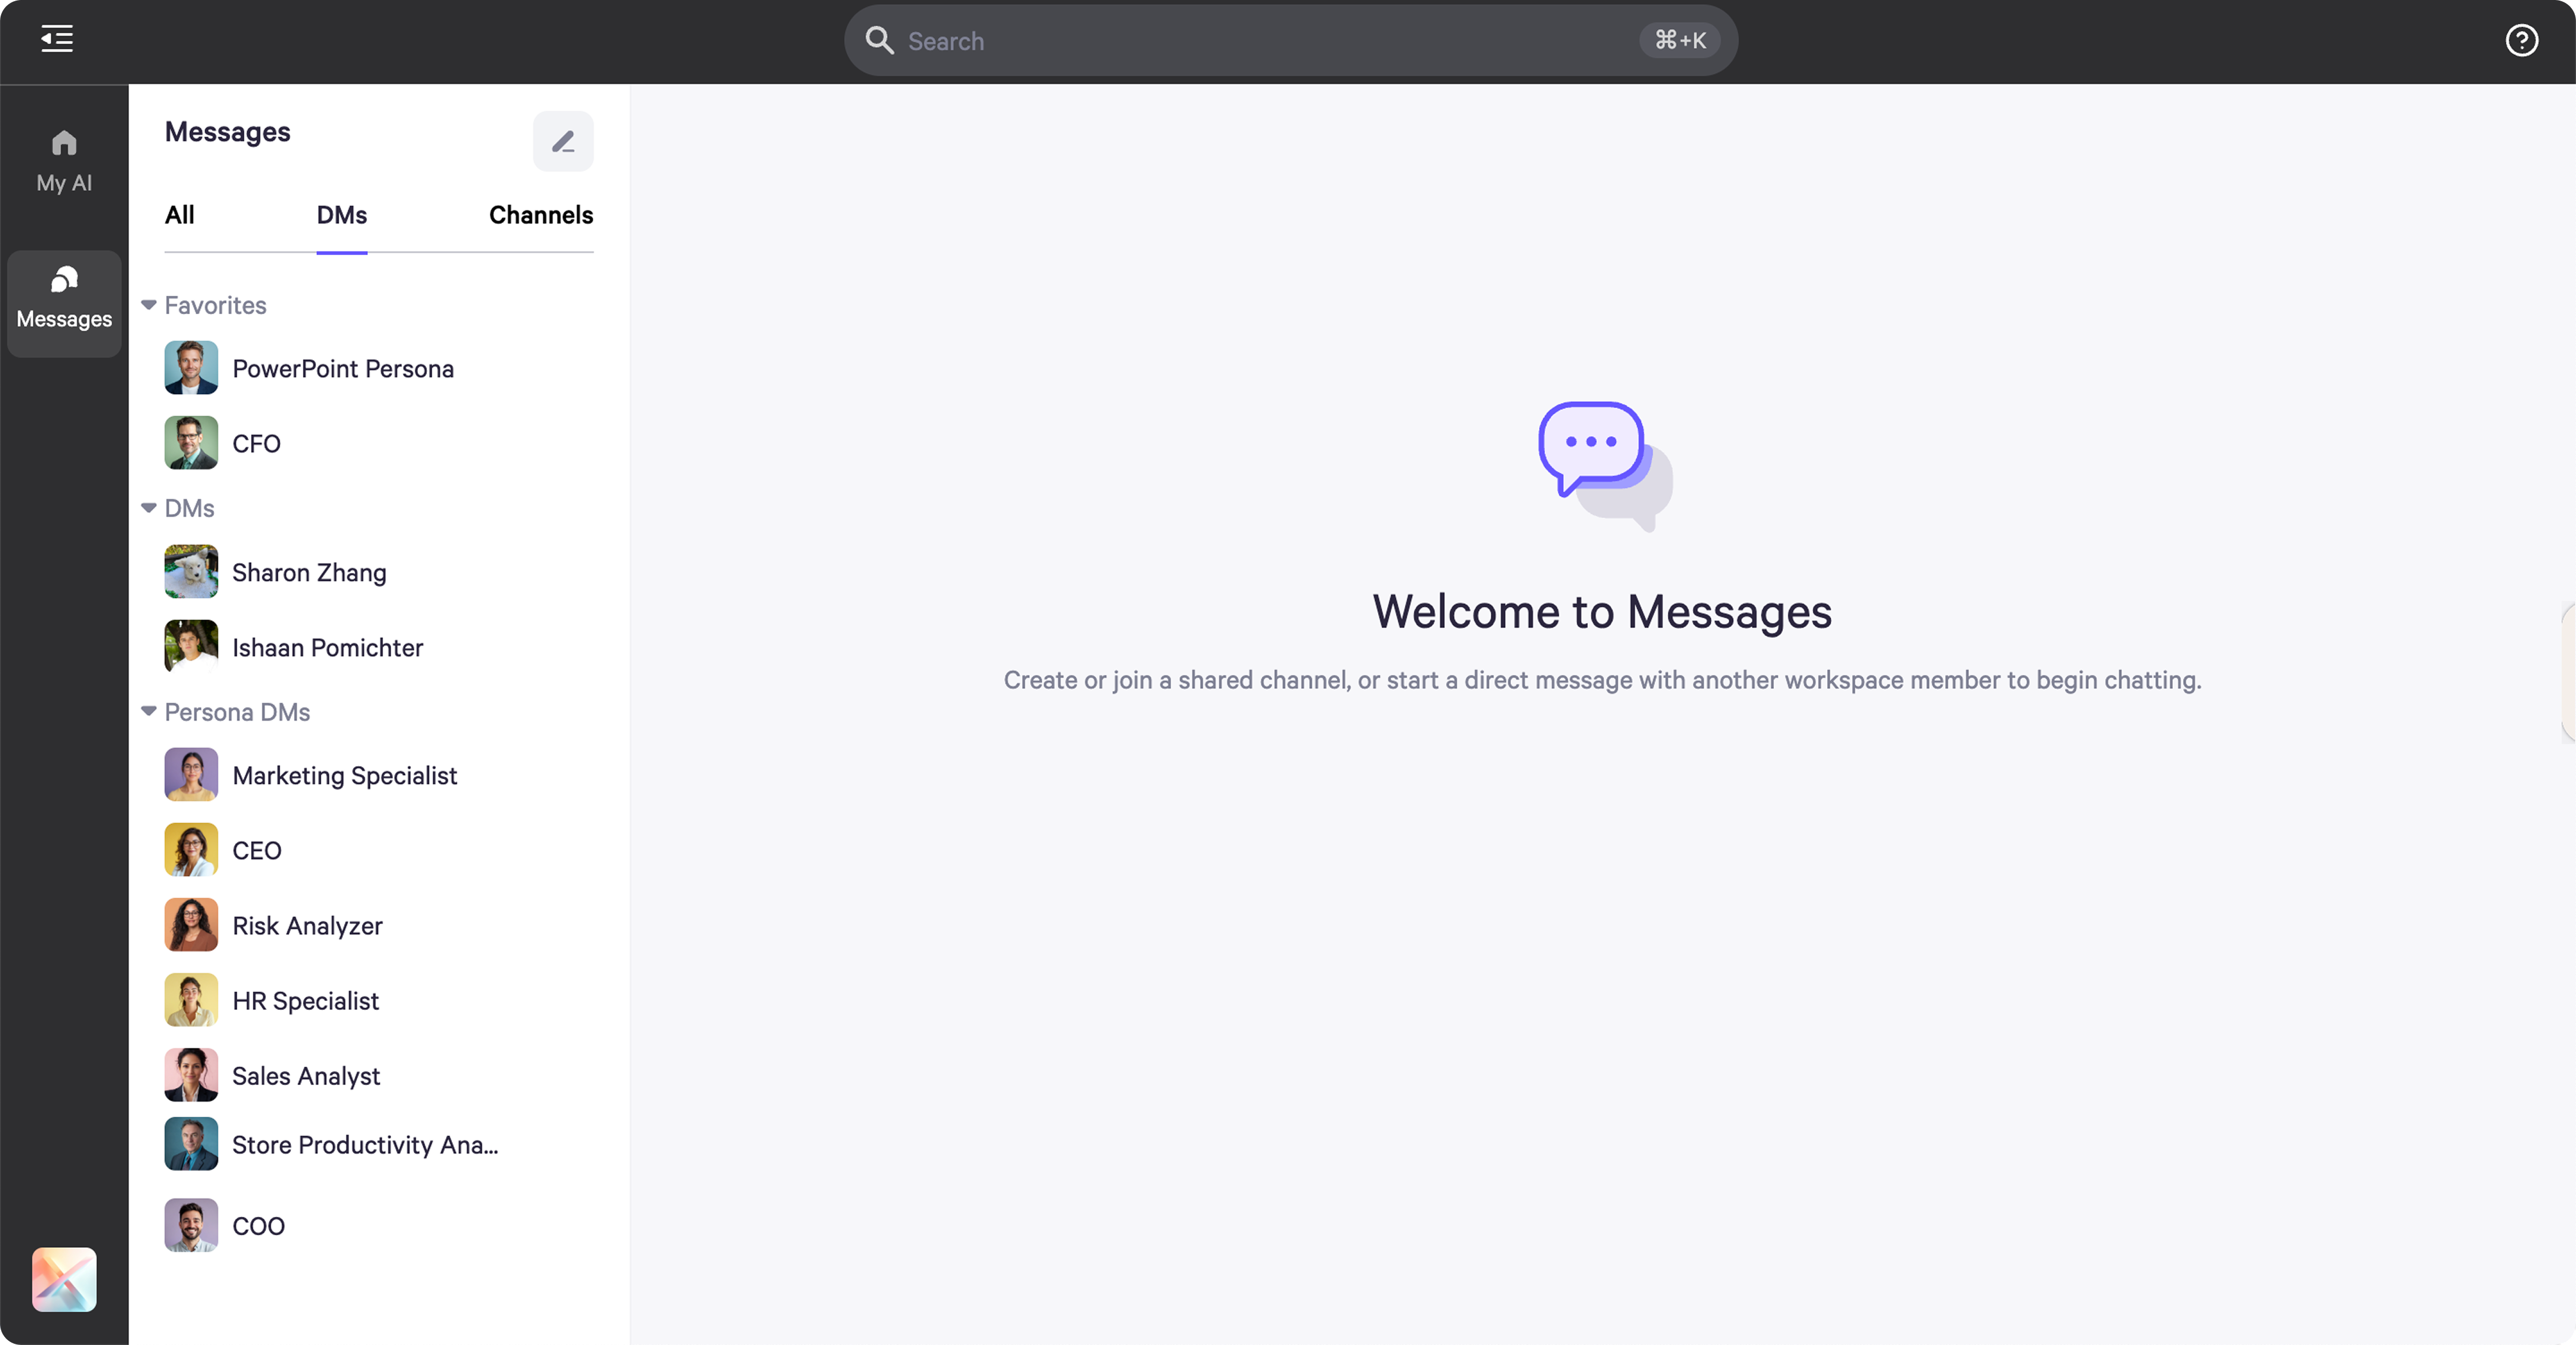 Search
⌘+K
My AI
Messages
Messages
All
DMs
Channels
Favorites
PowerPoint Persona
CFO
DMs
Sharon Zhang
Ishaan Pomichter
Persona DMs
Marketing Specialist
CEO
Risk Analyzer
HR Specialist
Sales Analyst
Store Productivity Ana...
COO
Welcome to Messages
Create or join a shared channel, or start a direct message with another workspace member to begin chatting.